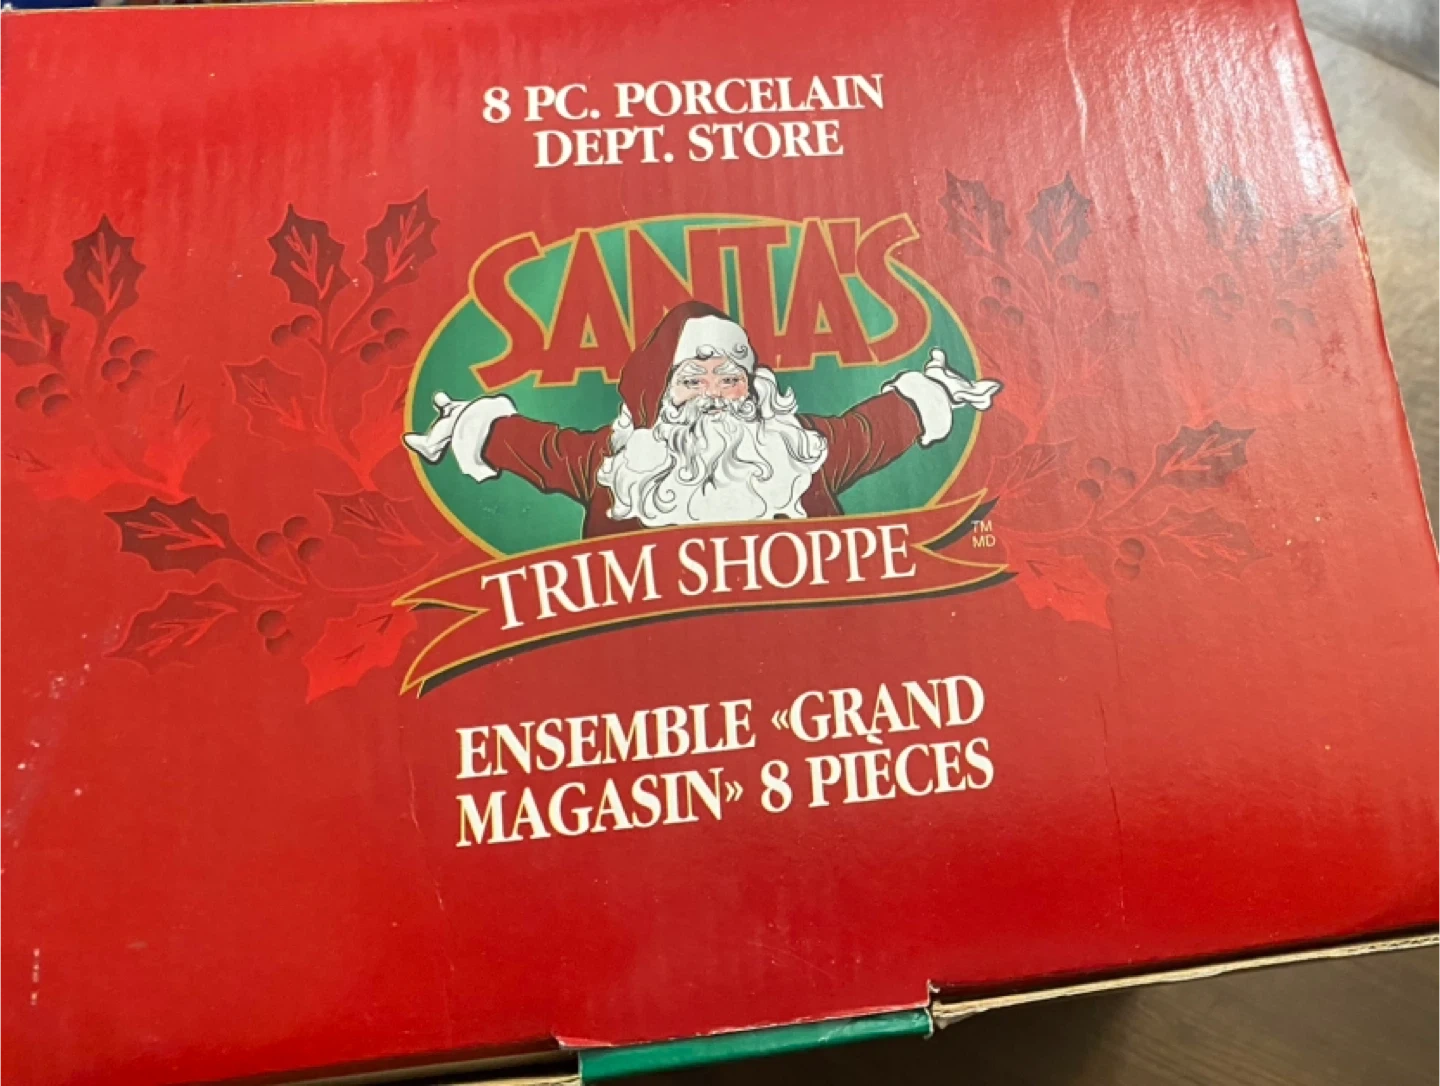 8 PC. PORCELAIN
DEPT. STORE
SANTA'S
TRIM SHOPPE
TM
MD
ENSEMBLE «GRAND
MAGASIN» 8 PIÈCES